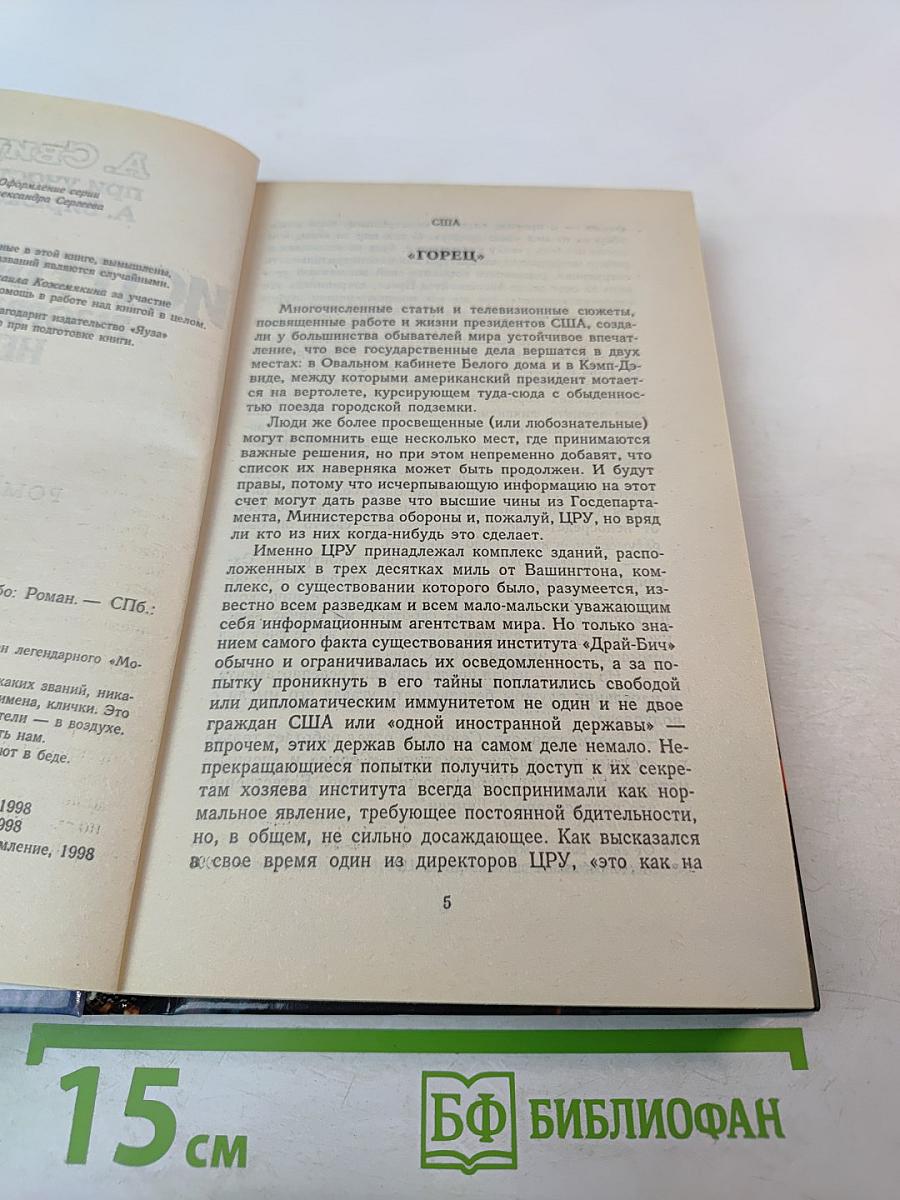 Оформление серии
ександра Сергеева
ные в этой книге, вымышлены,
званий являются случайными.
аила Кожемякина за участие
помощь в работе над книгой в целом.
агодарит издательство «Яуза»
о при подготовке книги.
бо: Роман. — СПб.:
н легендарного «Мо-
каких званий, ника-
имена, клички. Это
тели — в воздухе.
ть нам.
ют в беде.
1998
998
мление, 1998
США
«ГОРЕЦ»
Многочисленные статьи и телевизионные сюжеты,
посвященные работе и жизни президентов США, созда-
ли у большинства обывателей мира устойчивое впечат-
ление, что все государственные дела вершатся в двух
местах: в Овальном кабинете Белого дома и в Кэмп-Дэ-
виде, между которыми американский президент мотает-
ся на вертолете, курсирующем туда-сюда с обыденнос-
тью поезда городской подземки.
Люди же более просвещенные (или любознательные)
могут вспомнить еще несколько мест, где принимаются
важные решения, но при этом непременно добавят, что
список их наверняка может быть продолжен. И будут
правы, потому что исчерпывающую информацию на этот
счет могут дать разве что высшие чины из Госдепарта-
мента, Министерства обороны и, пожалуй, ЦРУ, но вряд
ли кто из них когда-нибудь это сделает.
Именно ЦРУ принадлежал комплекс зданий, распо-
ложенных в трех десятках миль от Вашингтона, ком-
плекс, о существовании которого было, разумеется, из-
вестно всем разведкам и всем мало-мальски уважающим
себя информационным агентствам мира. Но только зна-
нием самого факта существования института «Драй-Бич»
обычно и ограничивалась их осведомленность, а за по-
пытку проникнуть в его тайны поплатились свободой
или дипломатическим иммунитетом не один и не двое
граждан США или «одной иностранной державы» —
впрочем, этих держав было на самом деле немало. Не-
прекращающиеся попытки получить доступ к их секре-
там хозяева института всегда воспринимали как нор-
мальное явление, требующее постоянной бдительности,
но, в общем, не сильно досаждающее. Как высказался
в свое время один из директоров ЦРУ, «это как на
5
15 см
БФ БИБЛИОФАН